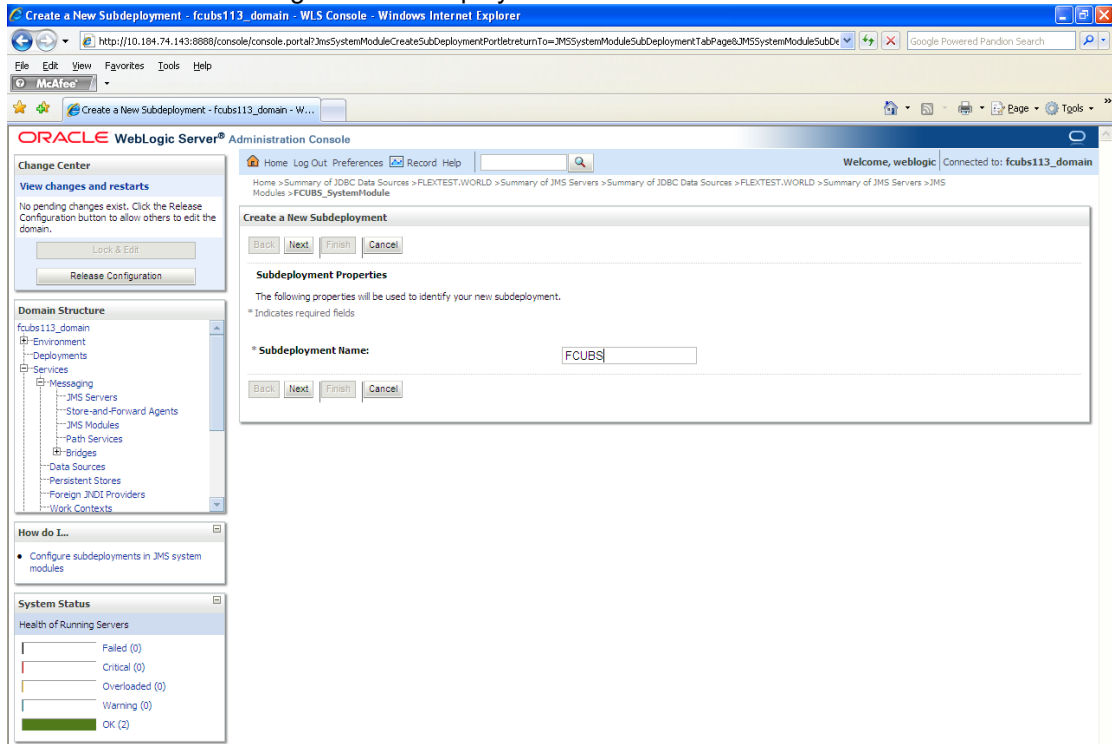 Create a New Subdeployment - fcubs113_domain - WLS Console - Windows Internet Explorer
http://10.184.74.143:8888/console/console.portal?JmsSystemModuleCreateSubDeploymentPortletreturnTo=JMSSystemModuleSubDeploymentTabPage&JMSSystemModuleSubDe
Google Powered Pandion Search
File Edit View Favorites Tools Help
McAfee
Create a New Subdeployment - fcubs113_domain - W...
Page Tools
ORACLE WebLogic Server® Administration Console
Change Center
View changes and restarts
No pending changes exist. Click the Release
Configuration button to allow others to edit the
domain.
Lock & Edit
Release Configuration
Domain Structure
fcubs113_domain
Environment
Deployments
Services
Messaging
JMS Servers
Store-and-Forward Agents
JMS Modules
Path Services
Bridges
Data Sources
Persistent Stores
Foreign JNDI Providers
Work Contexts
How do I...
Configure subdeployments in JMS system
modules
System Status
Health of Running Servers
Failed (0)
Critical (0)
Overloaded (0)
Warning (0)
OK (2)
Home Log Out Preferences Record Help
Welcome, weblogic Connected to: fcubs113_domain
Home >Summary of JDBC Data Sources >FLEXTEST.WORLD >Summary of JMS Servers >Summary of JDBC Data Sources >FLEXTEST.WORLD >Summary of JMS Servers >JMS
Modules >FCUBS_SystemModule
Create a New Subdeployment
Back Next Finish Cancel
Subdeployment Properties
The following properties will be used to identify your new subdeployment.
* Indicates required fields
* Subdeployment Name: FCUBS
Back Next Finish Cancel